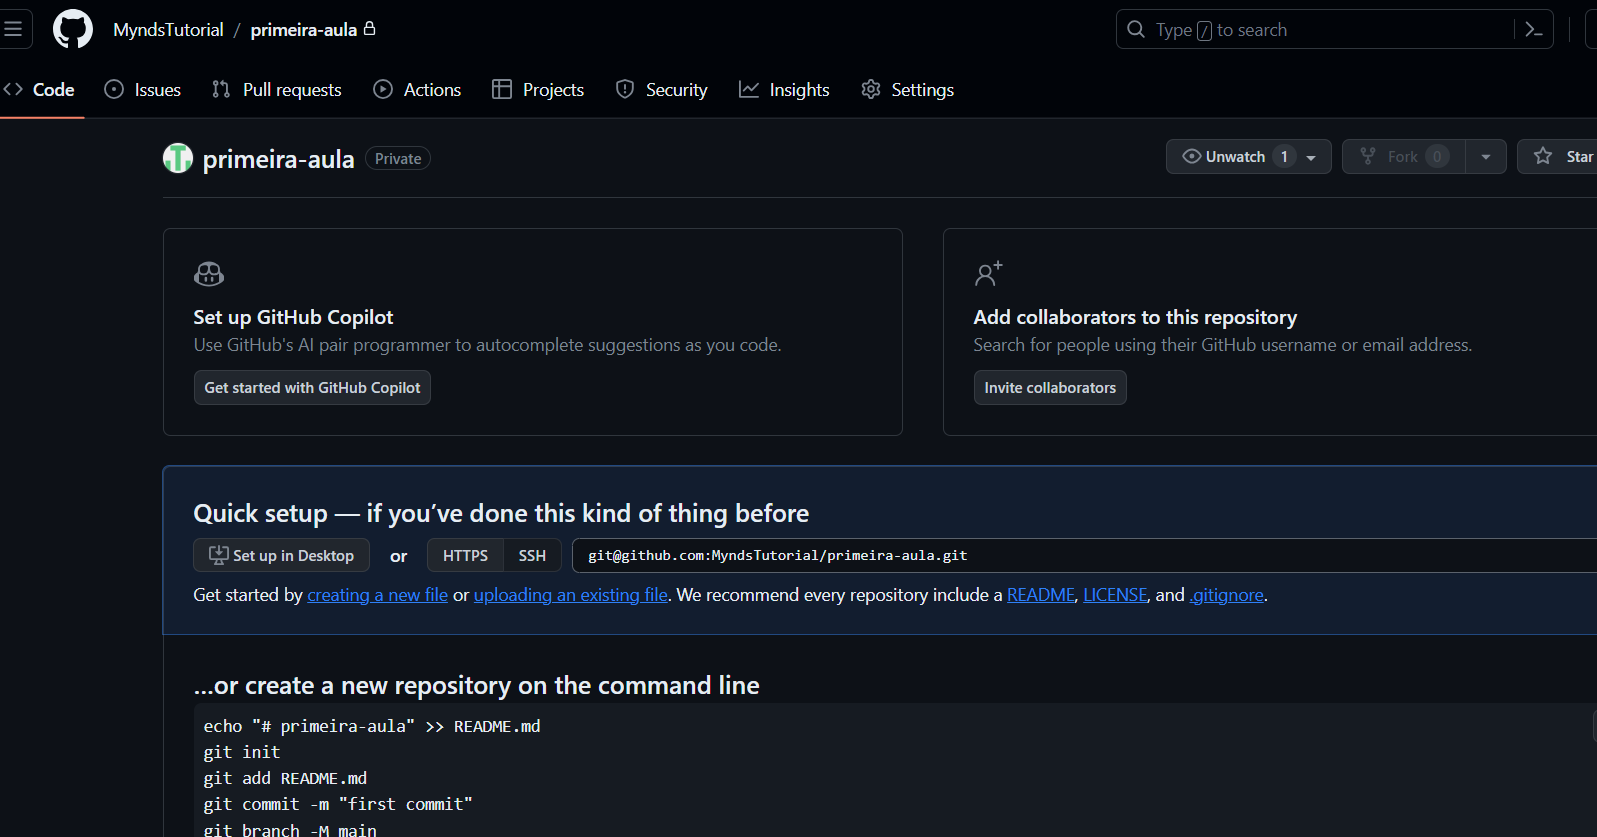 MyndsTutorial / primeira-aula
Type / to search
Code Issues Pull requests Actions Projects Security Insights Settings
primeira-aula Private
Unwatch 1 Fork 0 Star
Set up GitHub Copilot
Use GitHub's AI pair programmer to autocomplete suggestions as you code.
Get started with GitHub Copilot
Add collaborators to this repository
Search for people using their GitHub username or email address.
Invite collaborators
Quick setup — if you’ve done this kind of thing before
Set up in Desktop or HTTPS SSH git@github.com:MyndsTutorial/primeira-aula.git
Get started by creating a new file or uploading an existing file. We recommend every repository include a README, LICENSE, and .gitignore.
...or create a new repository on the command line
echo "# primeira-aula" >> README.md
git init
git add README.md
git commit -m "first commit"
git branch -M main